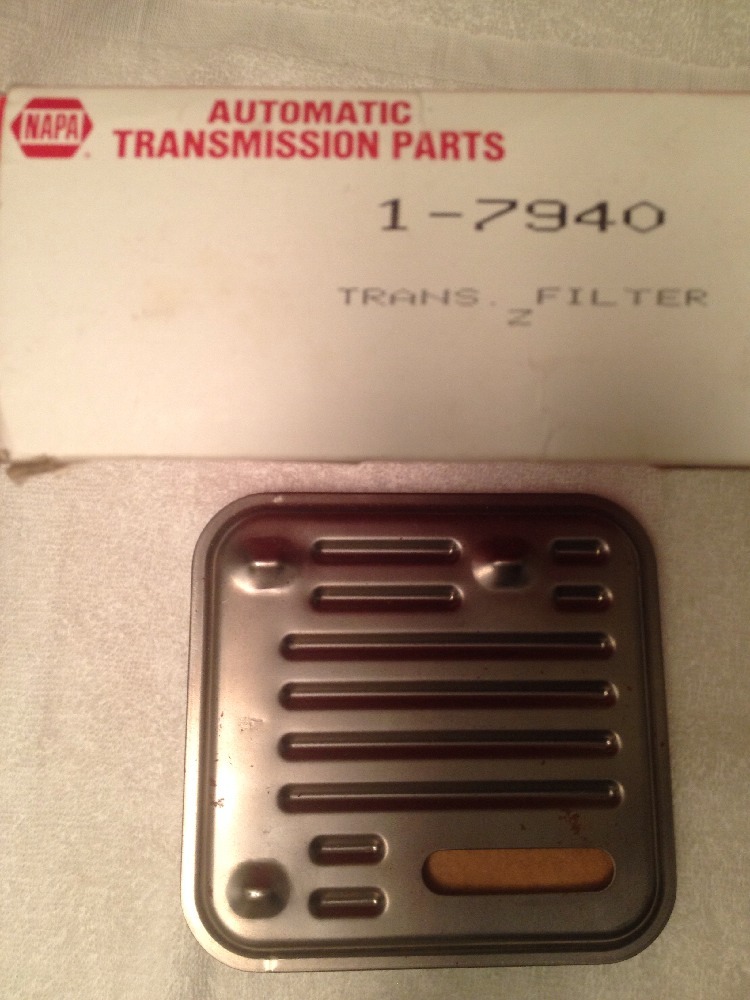 NAPA
AUTOMATIC
TRANSMISSION PARTS
1-7940
TRANS. FILTER
Z